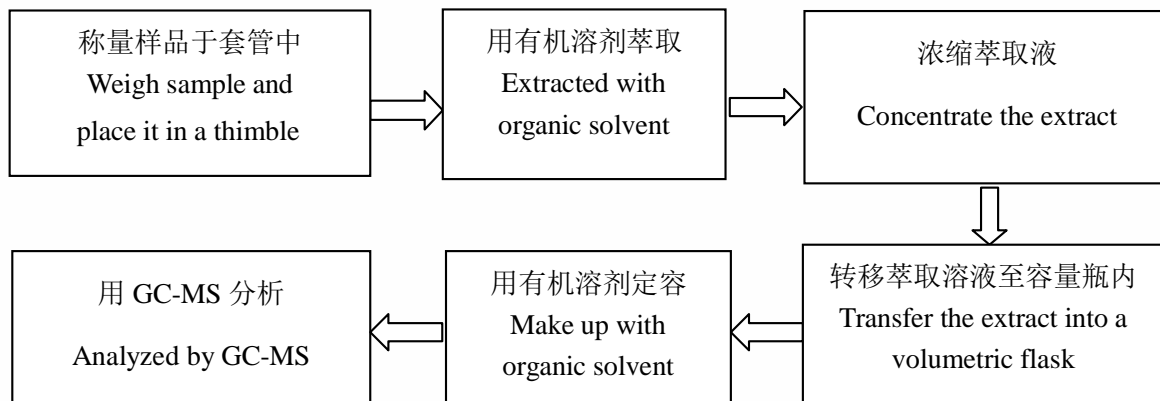 称量样品于套管中
Weigh sample and
place it in a thimble
用有机溶剂萃取
Extracted with
organic solvent
浓缩萃取液
Concentrate the extract
转移萃取溶液至容量瓶内
Transfer the extract into a
volumetric flask
用有机溶剂定容
Make up with
organic solvent
用 GC-MS 分析
Analyzed by GC-MS